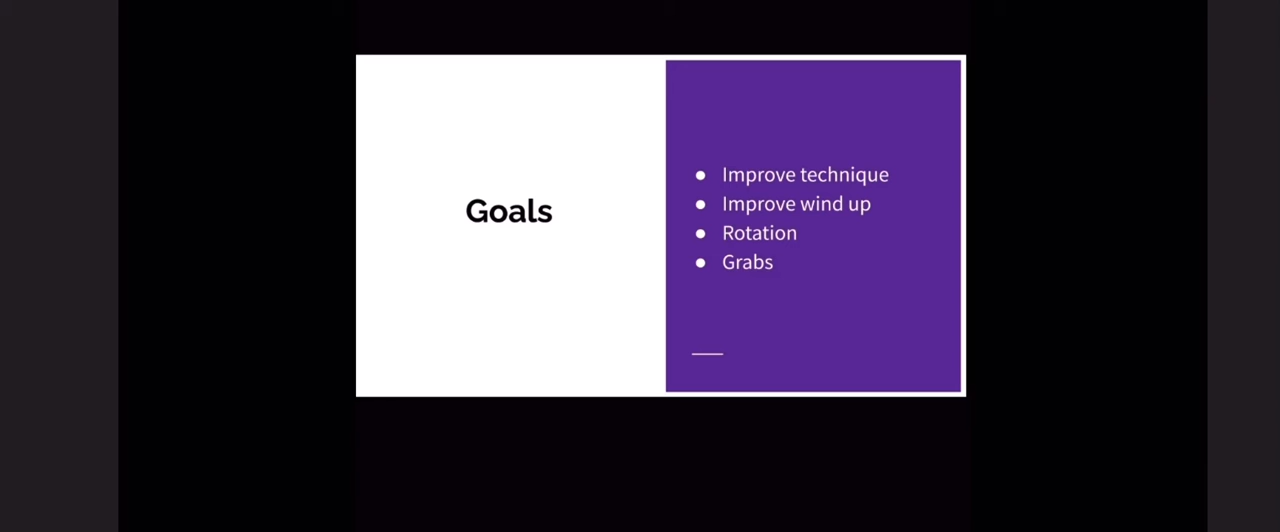 Goals
● Improve technique
● Improve wind up
● Rotation
● Grabs